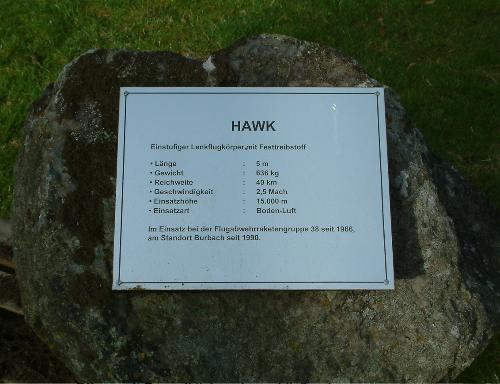 HAWK
Einstufiger Lenkflugkörper mit Festtreibstoff
• Länge : 5 m
• Gewicht : 636 kg
• Reichweite : 40 km
• Geschwindigkeit : 2,5 Mach
• Einsatzhöhe : 15.000 m
• Einsatzart : Boden-Luft
Im Einsatz bei der Flugabwehrraketengruppe 38 seit 1966,
am Standort Burbach seit 1990.